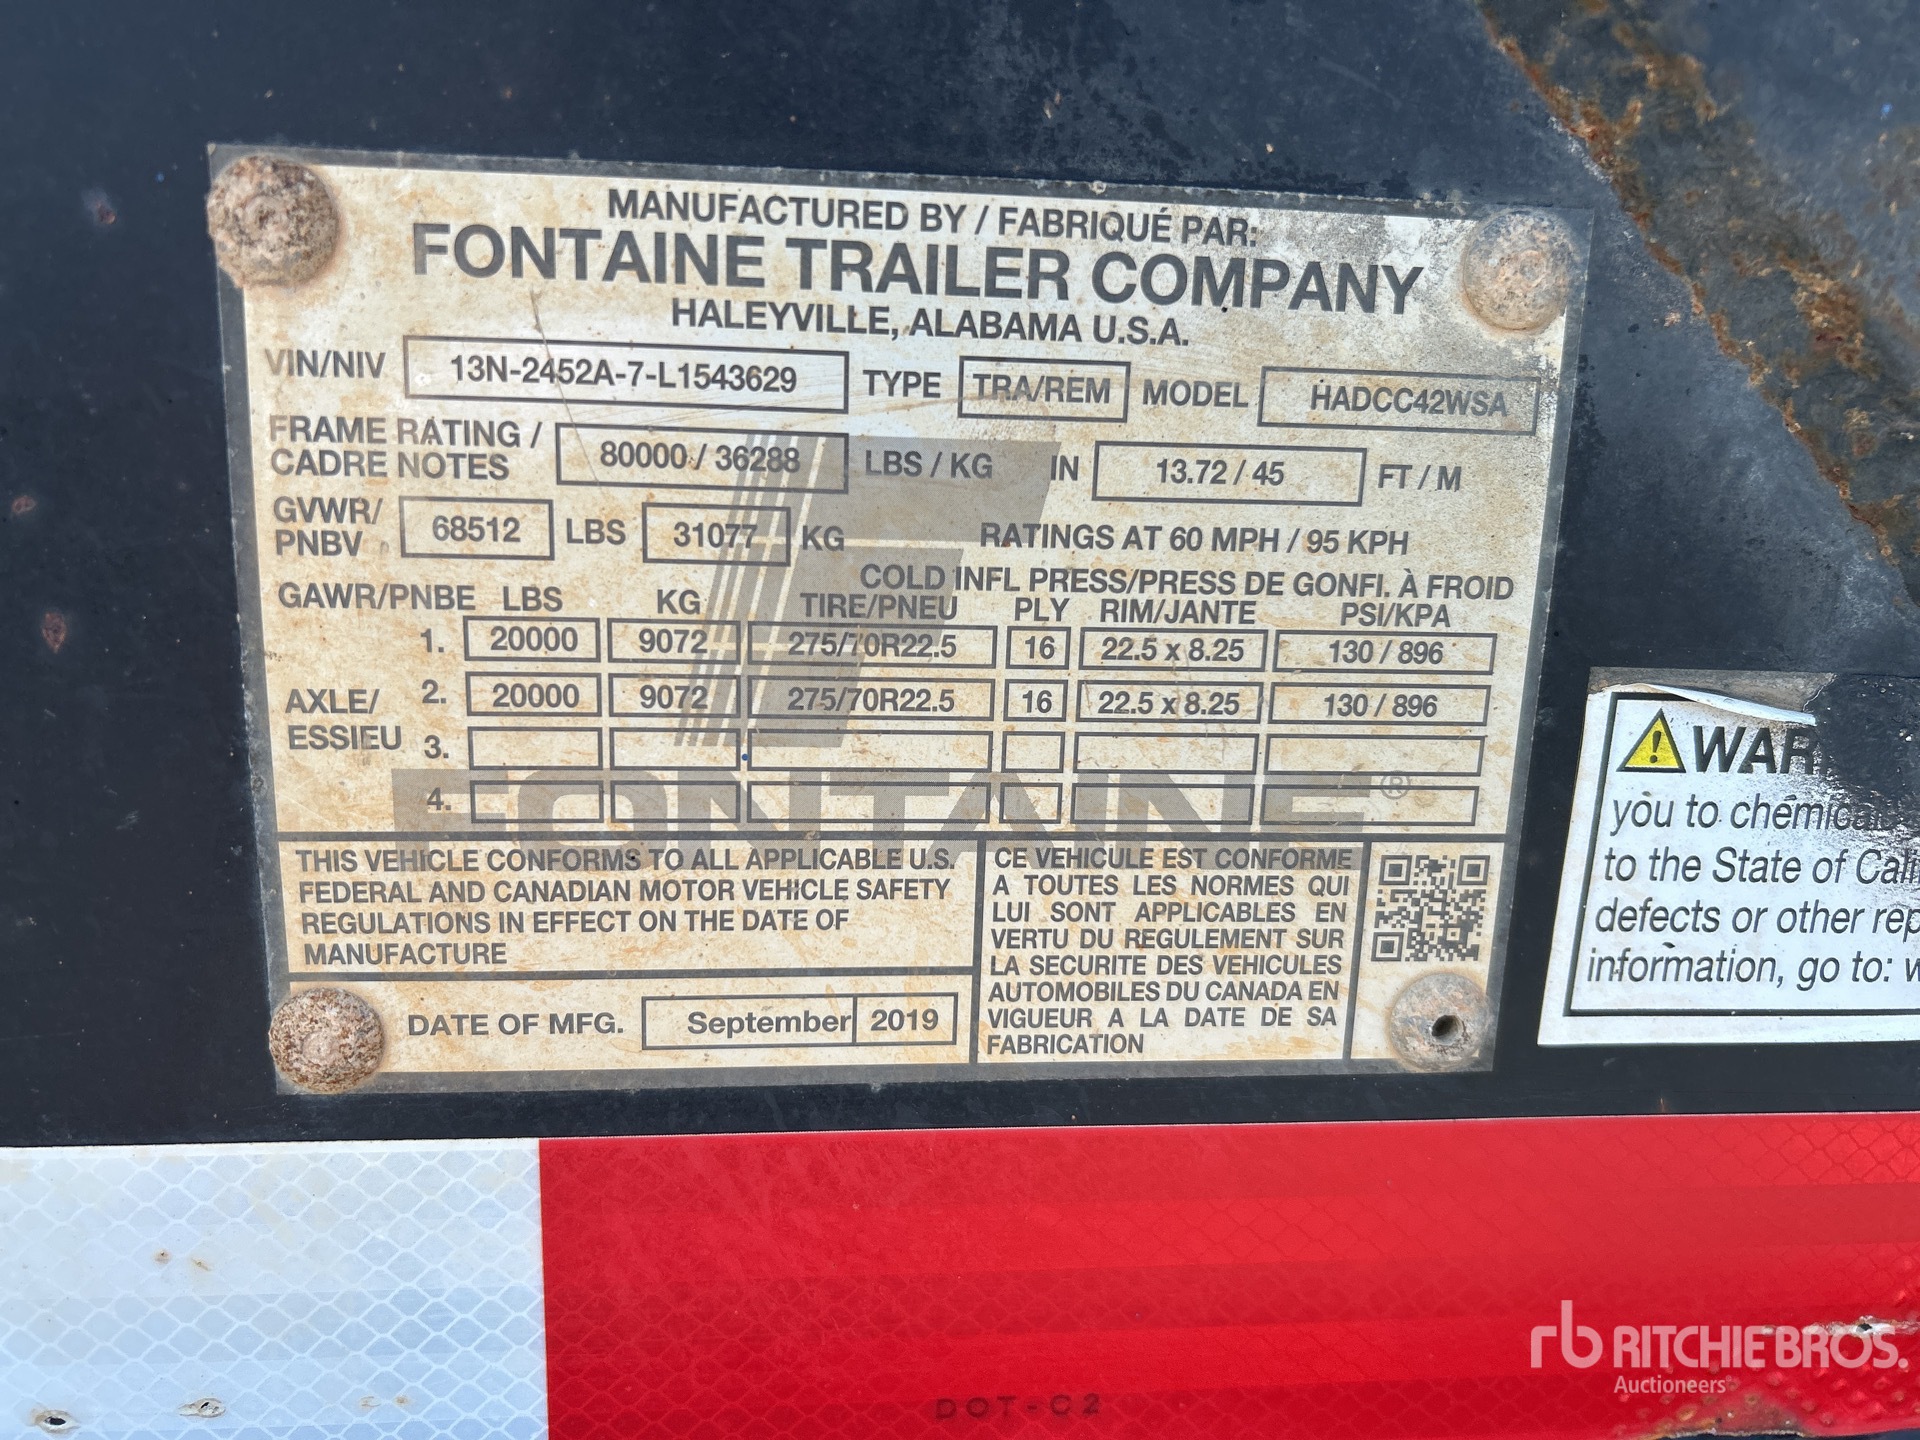 MANUFACTURED BY / FABRIQUÉ PAR:
FONTAINE TRAILER COMPANY
HALEYVILLE, ALABAMA U.S.A.
VIN/NIV 13N-2452A-7-L1543629 TYPE TRA/REM MODEL HADCC42WSA
FRAME RATING /
CADRE NOTES 80000 / 36288 LBS / KG IN 13.72 / 45 FT / M
GVWR/
PNBV 68512 LBS 31077 KG RATINGS AT 60 MPH / 95 KPH
COLD INFL PRESS/PRESS DE GONFI. À FROID
GAWR/PNBE LBS KG TIRE/PNEU PLY RIM/JANTE PSI/KPA
1. 20000 9072 275/70R22.5 16 22.5 x 8.25 130 / 896
AXLE/
ESSIEU
2. 20000 9072 275/70R22.5 16 22.5 x 8.25 130 / 896
3.
4.
FONTAINE ®
THIS VEHICLE CONFORMS TO ALL APPLICABLE U.S.
FEDERAL AND CANADIAN MOTOR VEHICLE SAFETY
REGULATIONS IN EFFECT ON THE DATE OF
MANUFACTURE
DATE OF MFG. September 2019
CE VEHICULE EST CONFORME
A TOUTES LES NORMES QUI
LUI SONT APPLICABLES EN
VERTU DU REGULEMENT SUR
LA SECURITE DES VEHICULES
AUTOMOBILES DU CANADA EN
VIGUEUR A LA DATE DE SA
FABRICATION
WAR
you to chemica
to the State of Cali
defects or other rep
information, go to: w
DOT-C2
rb RITCHIE BROS.
Auctioneers